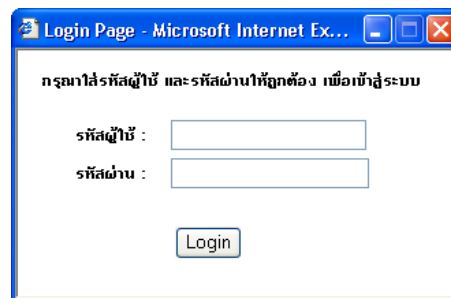 Login Page - Microsoft Internet Ex...
กรุณาใส่รหัสผู้ใช้ และรหัสผ่านให้ถูกต้อง เพื่อเข้าสู่ระบบ
รหัสผู้ใช้ :
รหัสผ่าน :
Login